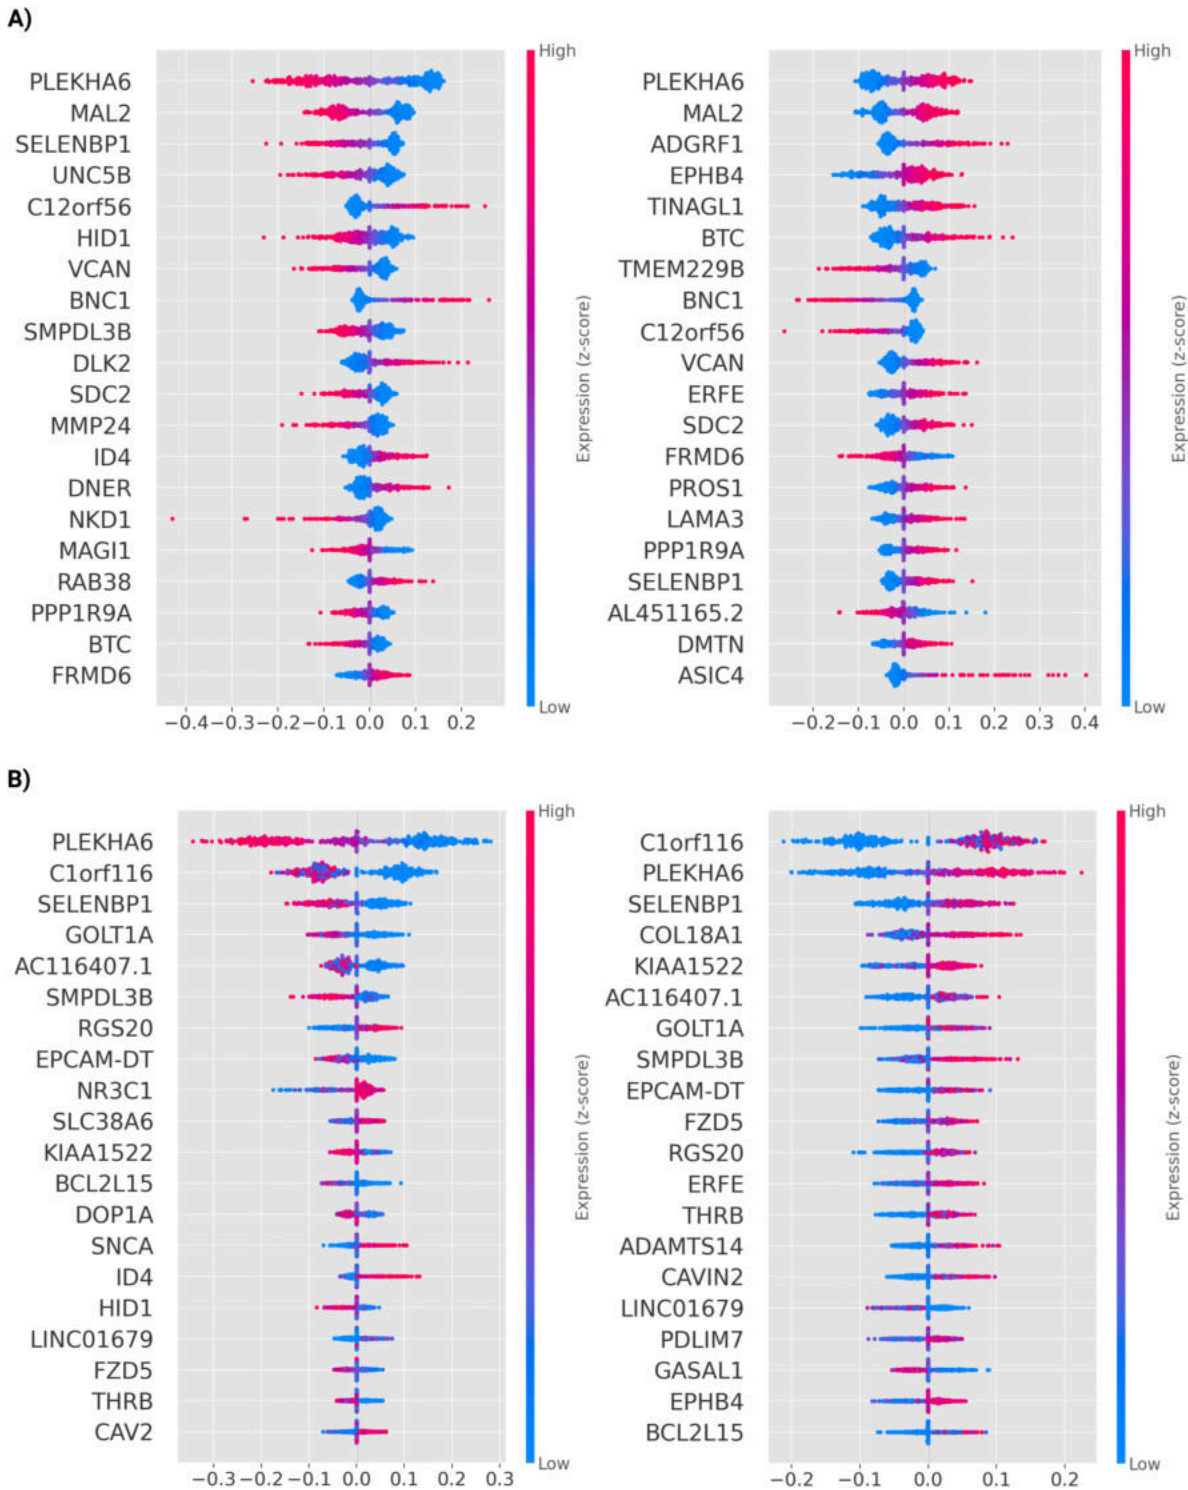 A)
High
PLEKHA6
MAL2
SELENBP1
UNC5B
C12orf56
HID1
VCAN
BNC1
SMPDL3B
DLK2
SDC2
MMP24
ID4
DNER
NKD1
MAGI1
RAB38
PPP1R9A
BTC
FRMD6
Low
Expression (z-score)
−0.4 −0.3 −0.2 −0.1 0.0 0.1 0.2
High
PLEKHA6
MAL2
ADGRF1
EPHB4
TINAGL1
BTC
TMEM229B
BNC1
C12orf56
VCAN
ERFE
SDC2
FRMD6
PROS1
LAMA3
PPP1R9A
SELENBP1
AL451165.2
DMTN
ASIC4
Low
Expression (z-score)
−0.2 −0.1 0.0 0.1 0.2 0.3 0.4
B)
High
PLEKHA6
C1orf116
SELENBP1
GOLT1A
AC116407.1
SMPDL3B
RGS20
EPCAM-DT
NR3C1
SLC38A6
KIAA1522
BCL2L15
DOP1A
SNCA
ID4
HID1
LINC01679
FZD5
THRB
CAV2
Low
Expression (z-score)
−0.3 −0.2 −0.1 0.0 0.1 0.2 0.3
High
C1orf116
PLEKHA6
SELENBP1
COL18A1
KIAA1522
AC116407.1
GOLT1A
SMPDL3B
EPCAM-DT
FZD5
RGS20
ERFE
THRB
ADAMTS14
CAVIN2
LINC01679
PDLIM7
GASAL1
EPHB4
BCL2L15
Low
Expression (z-score)
−0.2 −0.1 0.0 0.1 0.2